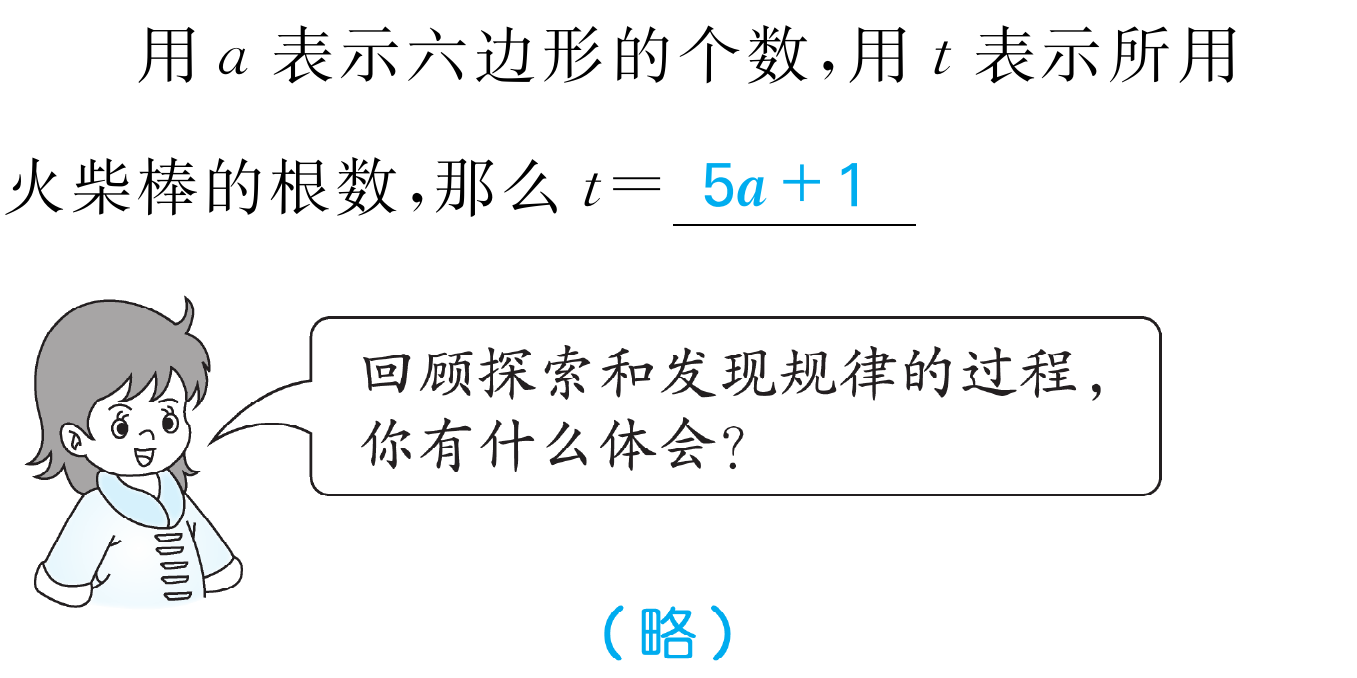 用 a 表示六边形的个数,用 t 表示所用
火柴棒的根数,那么 t= 5a+1
回顾探索和发现规律的过程,
你有什么体会?
(略)